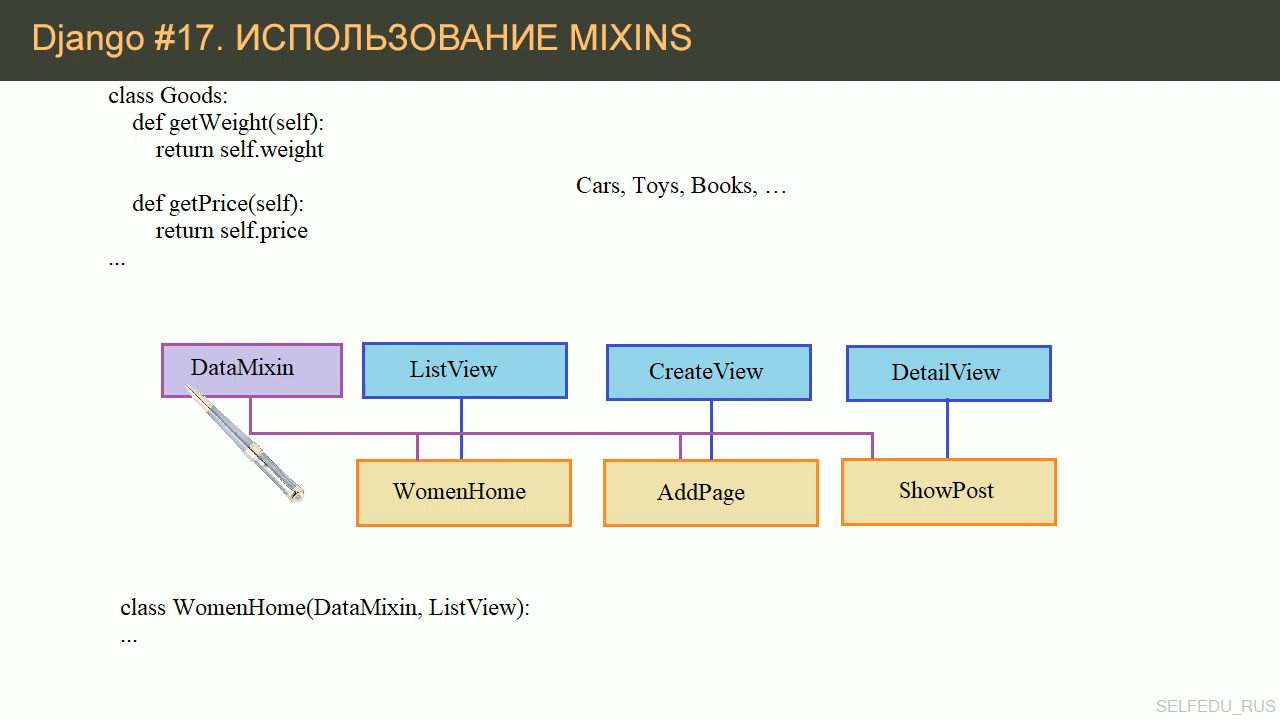 Django #17. ИСПОЛЬЗОВАНИЕ MIXINS
class Goods:
def getWeight(self):
return self.weight
Cars, Toys, Books, …
def getPrice(self):
return self.price
...
DataMixin
ListView
CreateView
DetailView
WomenHome
AddPage
ShowPost
class WomenHome(DataMixin, ListView):
...
SELFEDU_RUS